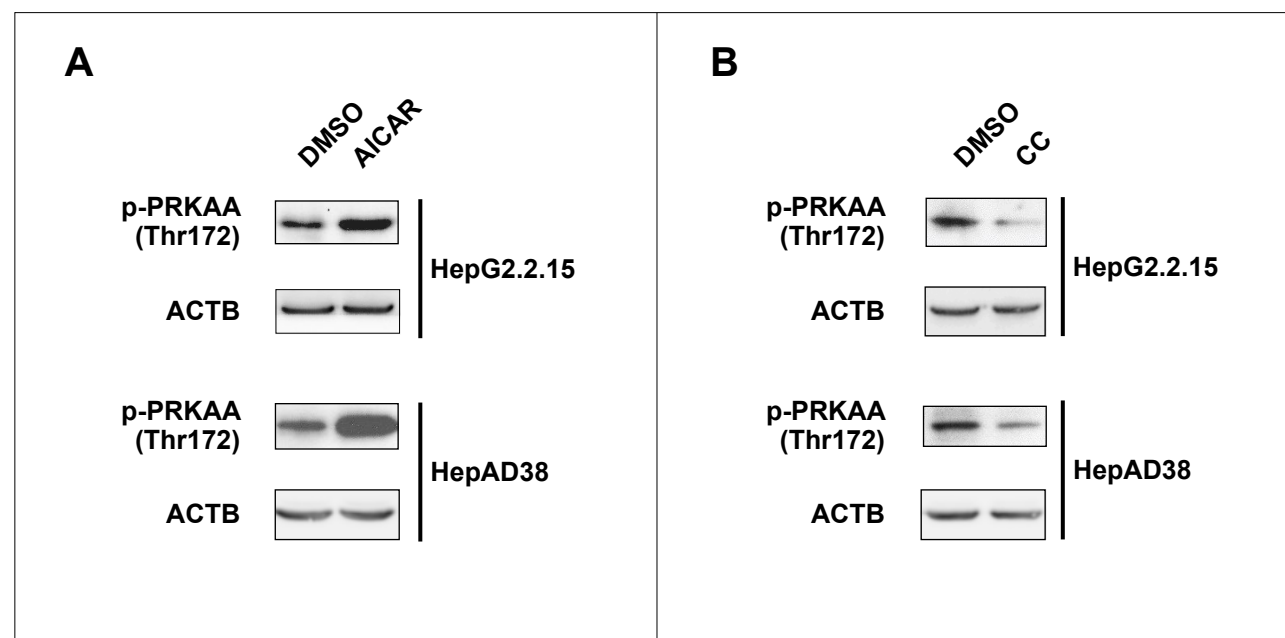 A
DMSO
AICAR
p-PRKAA
(Thr172)
HepG2.2.15
ACTB
p-PRKAA
(Thr172)
HepAD38
ACTB
B
DMSO
CC
p-PRKAA
(Thr172)
HepG2.2.15
ACTB
p-PRKAA
(Thr172)
HepAD38
ACTB